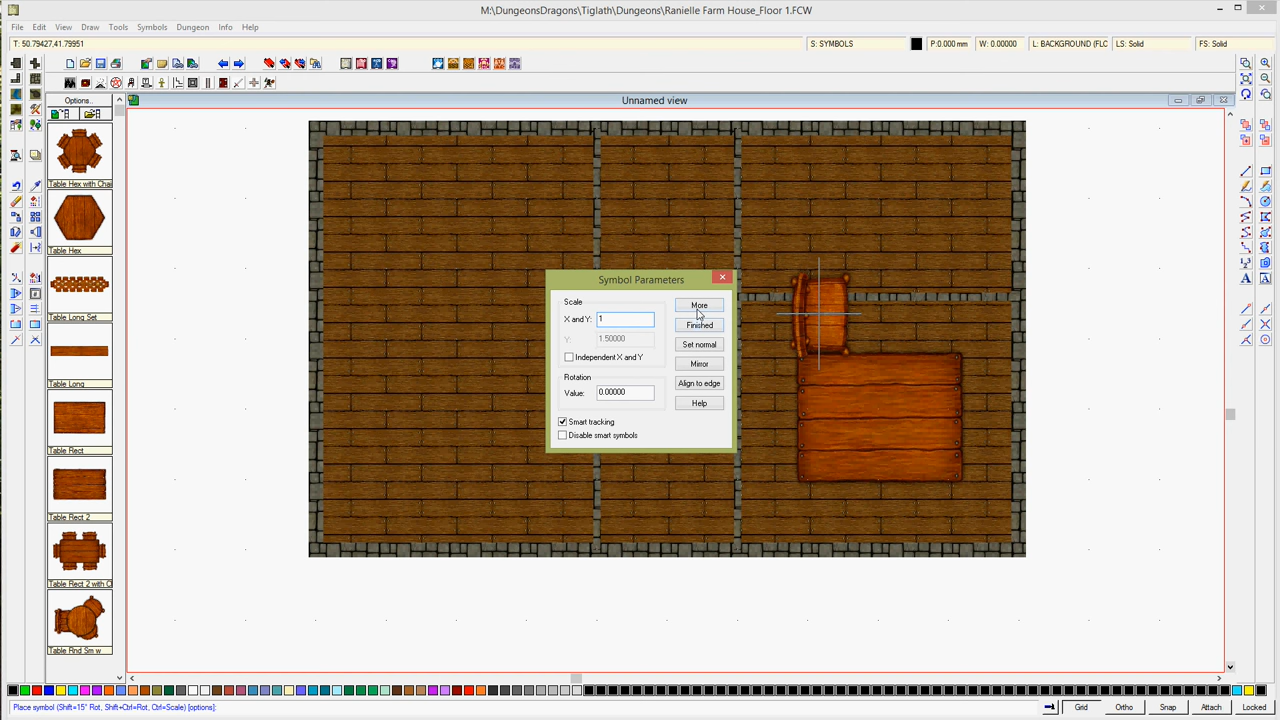 M:\DungeonsDragons\Tiglath\Dungeons\Ranielle Farm House_Floor 1.FCW
File Edit View Draw Tools Symbols Dungeon Info Help
T: 50.79427,41.79951 S: SYMBOLS P:0.000 mm W: 0.00000 L: BACKGROUND (FLC LS: Solid FS: Solid
Options..
Unnamed view
Table Hex with Chai
Table Hex
Table Long Set
Table Long
Table Rect
Table Rect 2
Table Rect 2 with C
Table Rnd Sm w
Symbol Parameters
Scale
X and Y: 1
Y: 1.50000
Independent X and Y
Rotation
Value: 0.00000
Smart tracking
Disable smart symbols
More
Finished
Set normal
Mirror
Align to edge
Help
Place symbol (Shift=15° Rot, Shift+Ctrl=Rot, Ctrl=Scale) [options]:
Grid Ortho Snap Attach Locked